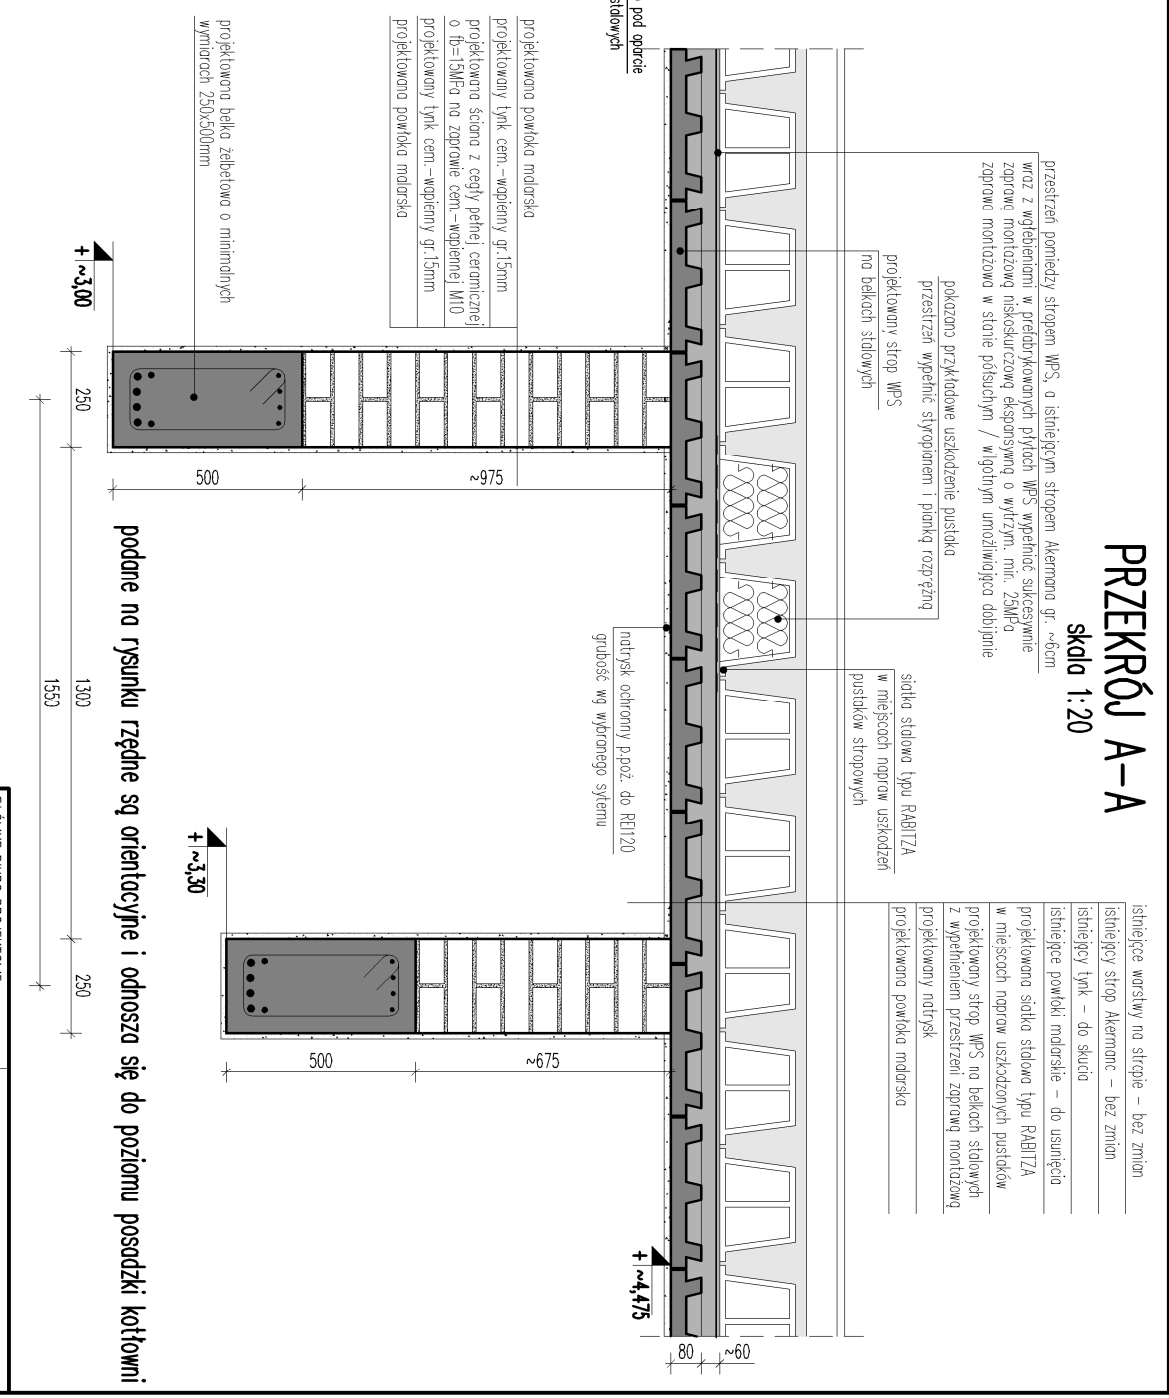 PRZEKRÓJ A–A
skala 1:20
przestrzeń pomiedzy stropem WPS, a istniejącym stropem Akermana gr. ~6cm
wraz z wgłębieniami w prefabrykowanych płytach WPS wypełniać sukcesywnie
zaprawą montażową niskoskurczową ekspansywną o wytrzym. min. 25MPa
zaprawa montażowa w stanie półsuchym / wilgotnym umożliwiająca dobijanie
pokazano przykładowe uszkodzenie pustaka
przestrzeń wypełnić styropianem i pianką rozprężną
projektowany strop WPS
na belkach stalowych
siatka stalowa typu RABITZA
w miejscach napraw uszkodzeń
pustaków stropowych
istniejące warstwy na stropie – bez zmian
istniejący strop Akermana – bez zmian
istniejący tynk – do skucia
istniejące powłoki malarskie – do usunięcia
projektowana siatka stalowa typu RABITZA
w miejscach napraw uszkodzonych pustaków
projektowany strop WPS na belkach stalowych
z wypełnieniem przestrzeni zaprawą montażową
projektowany natrysk
projektowana powłoka malarska
pod oparcie
stalowych
natrysk ochronny p.poż. do REI120
grubość wg wybranego sytemu
projektowana powłoka malarska
projektowany tynk cem.–wapienny gr.15mm
projektowana ściana z cegły pełnej ceramicznej
o fb=15MPa na zaprawie cem.–wapiennej M10
projektowany tynk cem.–wapienny gr.15mm
projektowana powłoka malarska
projektowana belka żelbetowa o minimalnych
wymiarach 250x500mm
+ ~4,475
80
~60
~975
500
~675
500
+ ~3,00
+ ~3,30
podane na rysunku rzędne są orientacyjne i odnosza się do poziomu posadzki kotłowni
250
1300
250
1550